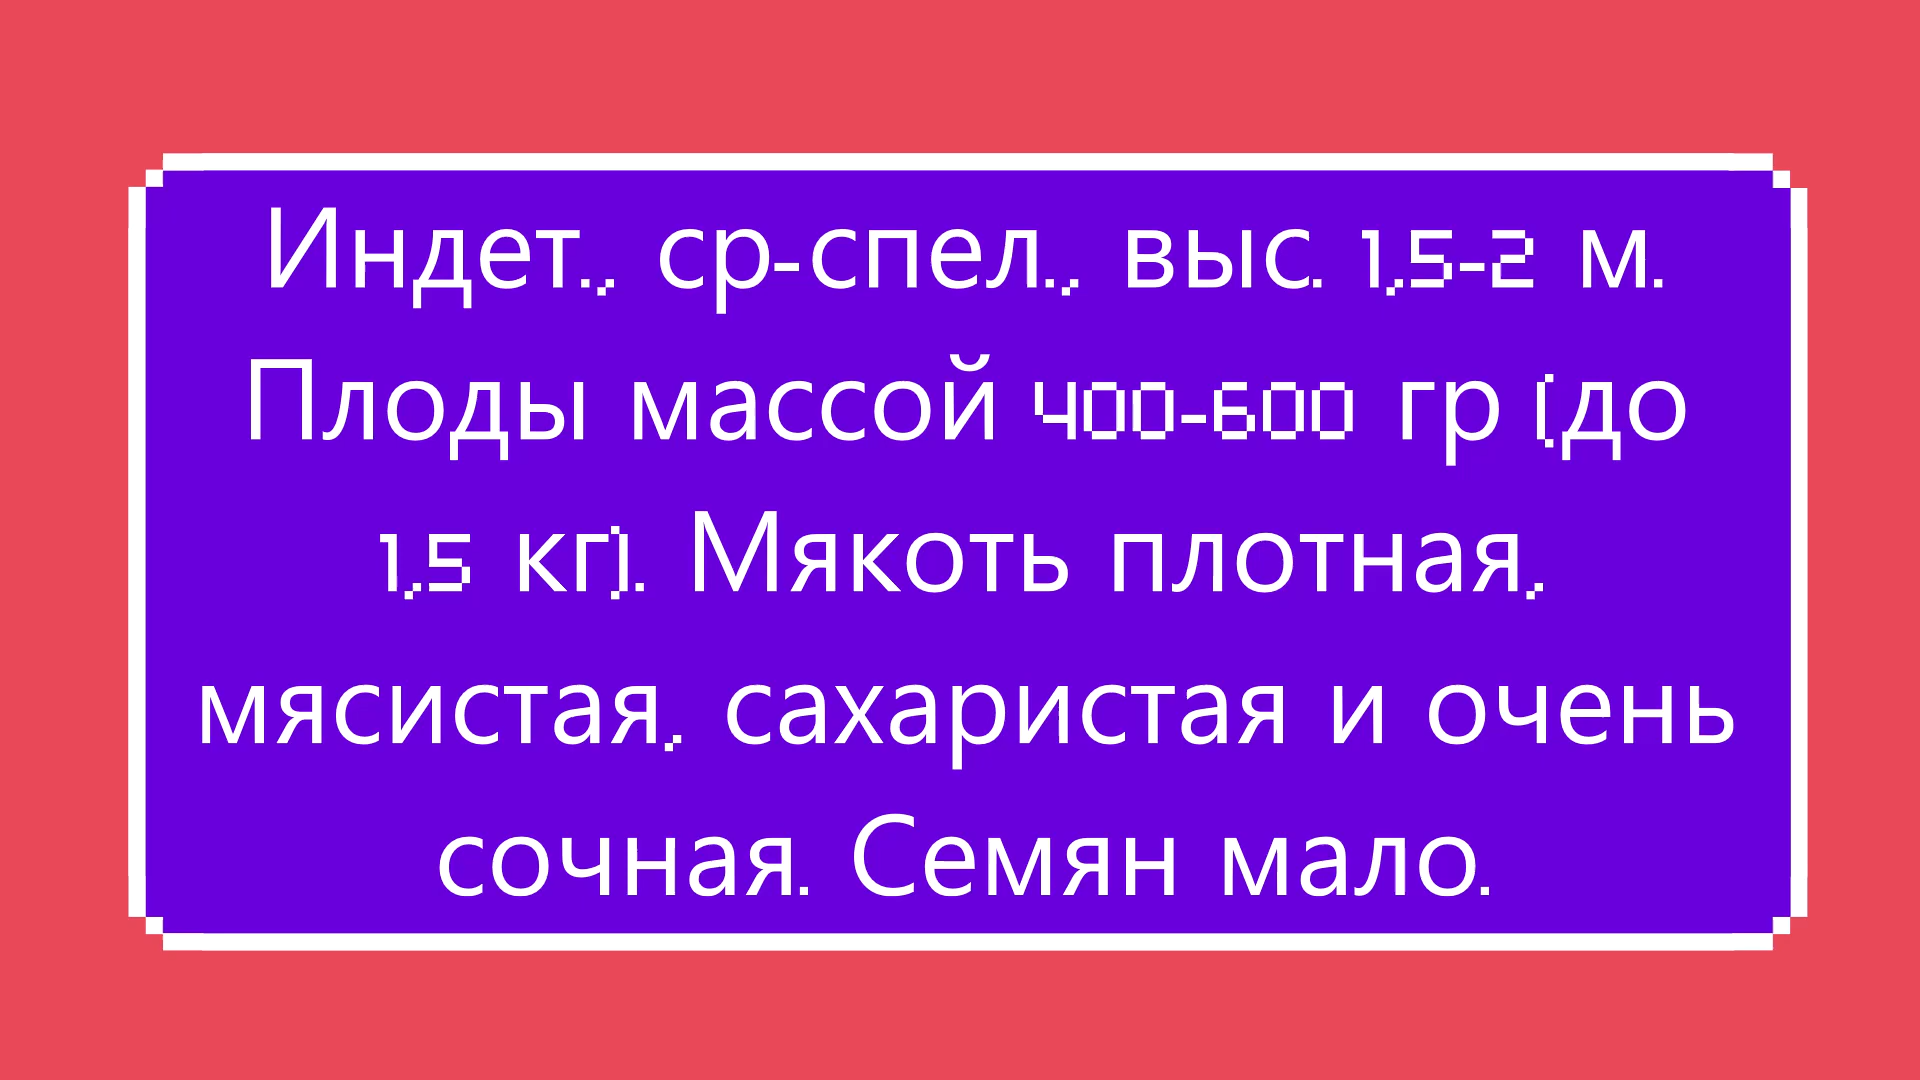 Индет., ср-спел., выс. 1,5-2 м.
Плоды массой 400-600 гр (до
1,5 кг). Мякоть плотная,
мясистая, сахаристая и очень
сочная. Семян мало.